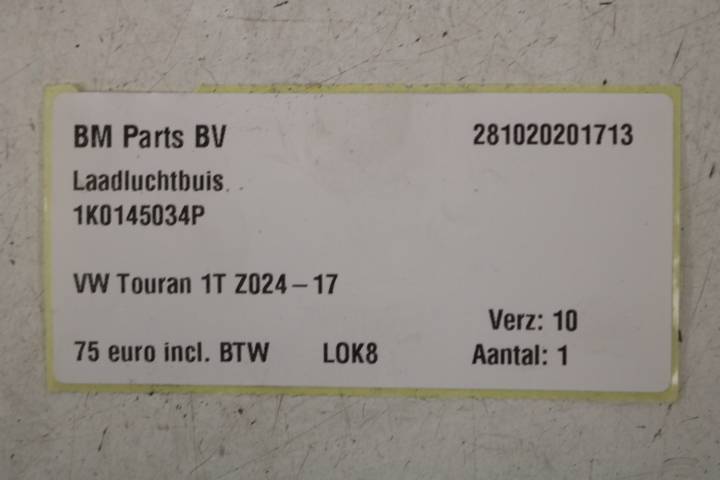 BM Parts BV 281020201713
Laadluchtbuis
1K0145034P
VW Touran 1T Z024-17
Verz: 10
75 euro incl. BTW LOK8 Aantal: 1